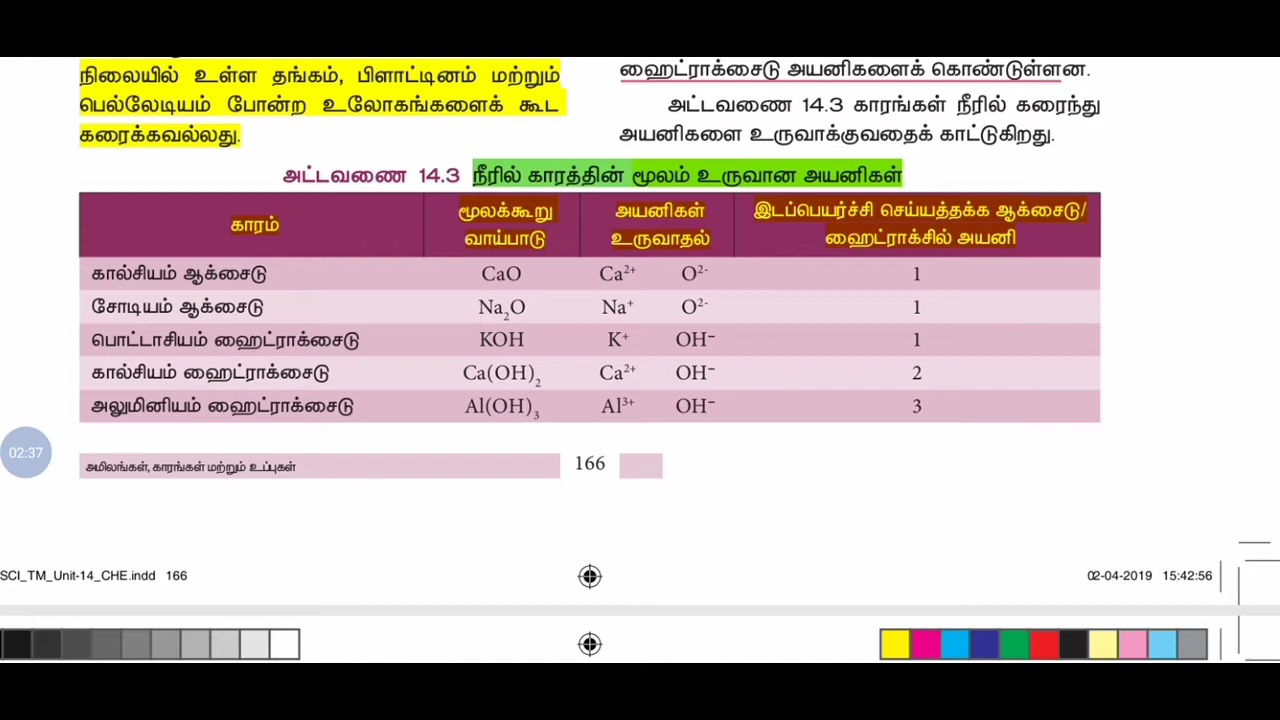 நிலையில் உள்ள தங்கம், பிளாட்டினம் மற்றும்
பெல்லேடியம் போன்ற உலோகங்களைக் கூட
கரைக்கவல்லது.
ஹைட்ராக்சைடு அயனிகளைக் கொண்டுள்ளன.
அட்டவணை 14.3 காரங்கள் நீரில் கரைந்து
அயனிகளை உருவாக்குவதைக் காட்டுகிறது.
அட்டவணை 14.3 நீரில் காரத்தின் மூலம் உருவான அயனிகள்
காரம் மூலக்கூறு வாய்பாடு அயனிகள் உருவாதல் இடப்பெயர்ச்சி செய்யத்தக்க ஆக்சைடு/ ஹைட்ராக்சில் அயனி
கால்சியம் ஆக்சைடு CaO Ca²⁺ O²⁻ 1
சோடியம் ஆக்சைடு Na₂O Na⁺ O²⁻ 1
பொட்டாசியம் ஹைட்ராக்சைடு KOH K⁺ OH⁻ 1
கால்சியம் ஹைட்ராக்சைடு Ca(OH)₂ Ca²⁺ OH⁻ 2
அலுமினியம் ஹைட்ராக்சைடு Al(OH)₃ Al³⁺ OH⁻ 3
02:37
அமிலங்கள், காரங்கள் மற்றும் உப்புகள் 166
SCI_TM_Unit-14_CHE.indd 166 02-04-2019 15:42:56